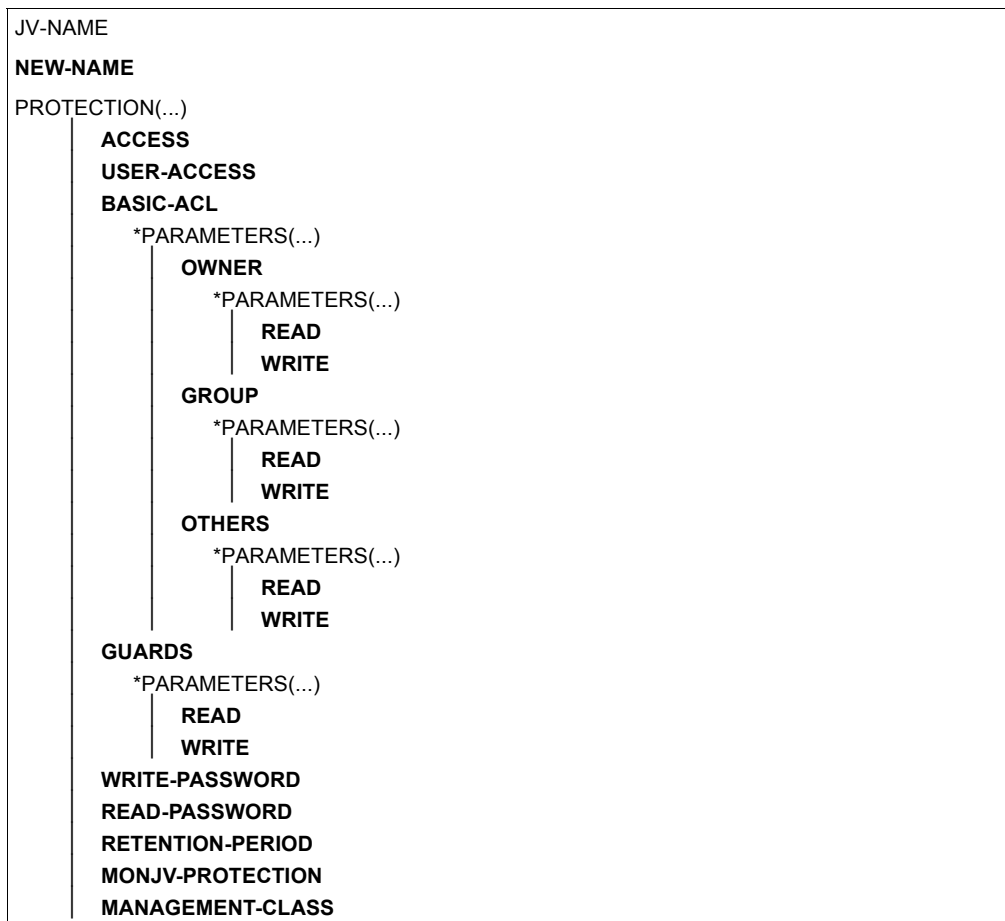 JV-NAME
NEW-NAME
PROTECTION(...)
ACCESS
USER-ACCESS
BASIC-ACL
*PARAMETERS(...)
OWNER
*PARAMETERS(...)
READ
WRITE
GROUP
*PARAMETERS(...)
READ
WRITE
OTHERS
*PARAMETERS(...)
READ
WRITE
GUARDS
*PARAMETERS(...)
READ
WRITE
WRITE-PASSWORD
READ-PASSWORD
RETENTION-PERIOD
MONJV-PROTECTION
MANAGEMENT-CLASS